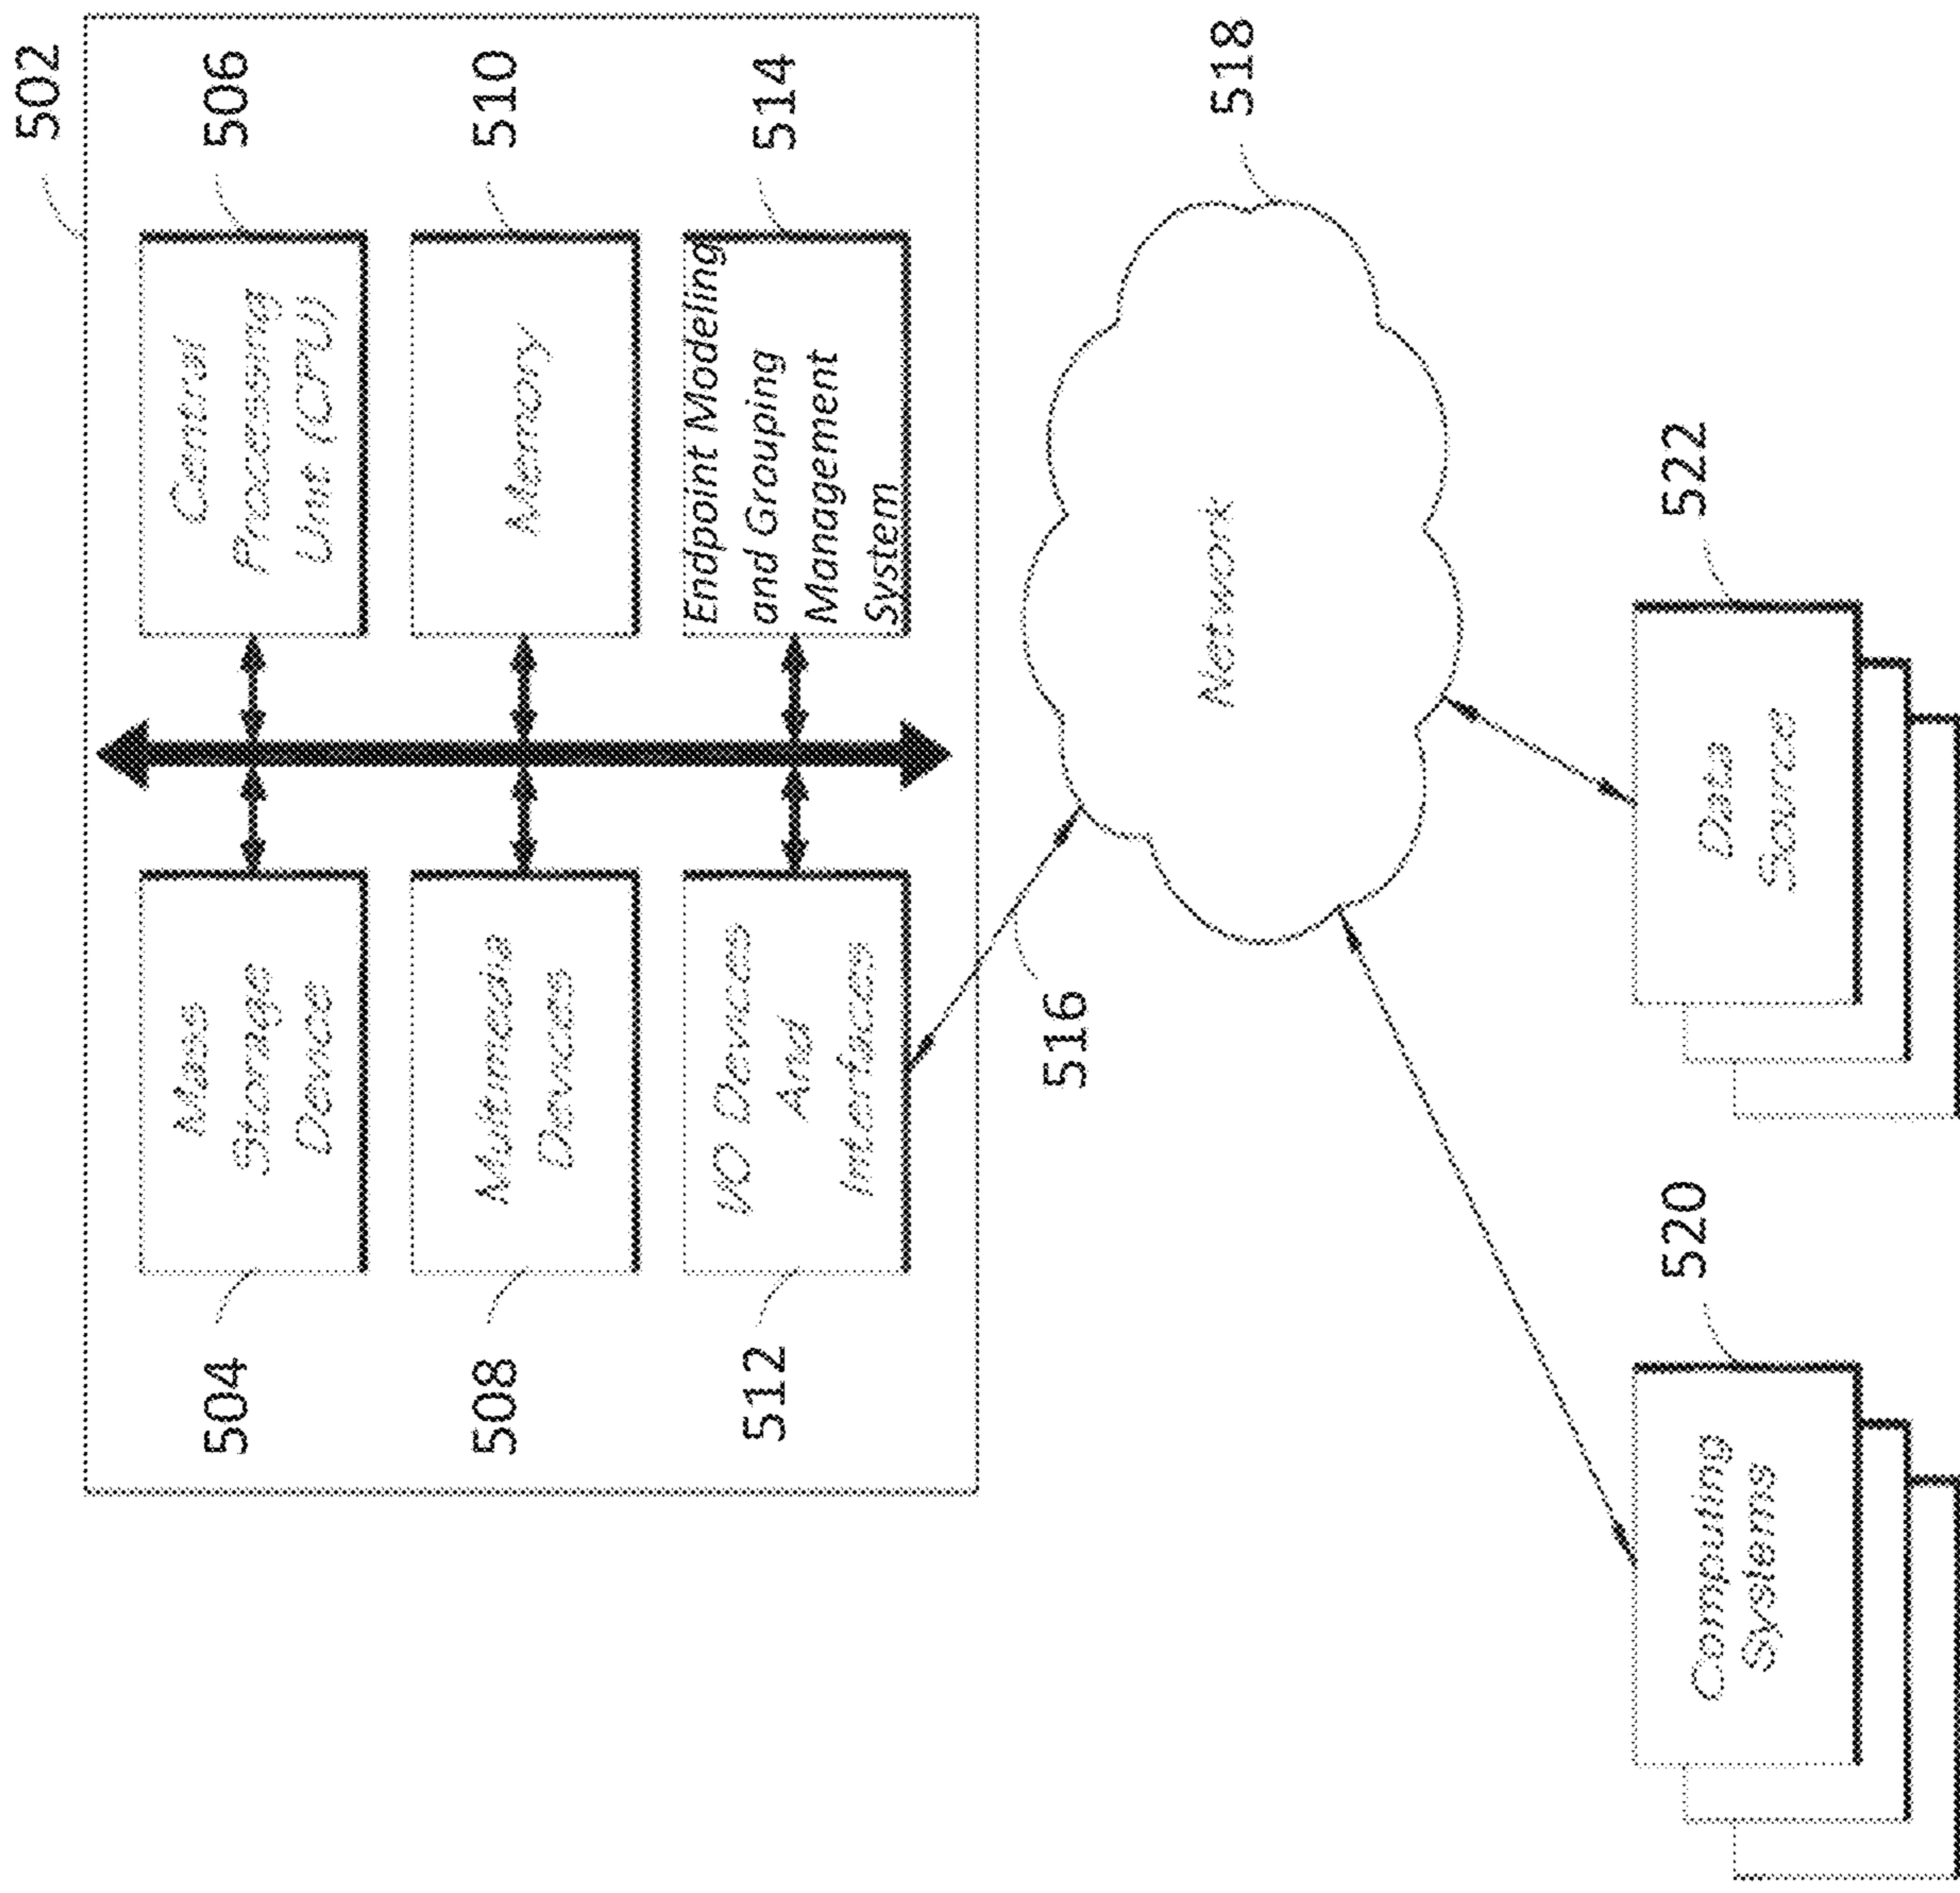 502
504
Mass
Storage
Device
Central
Processing
Unit (CPU)
506
508
Multimedia
Devices
Memory
510
512
I/O Devices
And
Interfaces
Endpoint Modeling
and Grouping
Management
System
514
516
Network
518
520
Computing
Systems
522
Data
Source